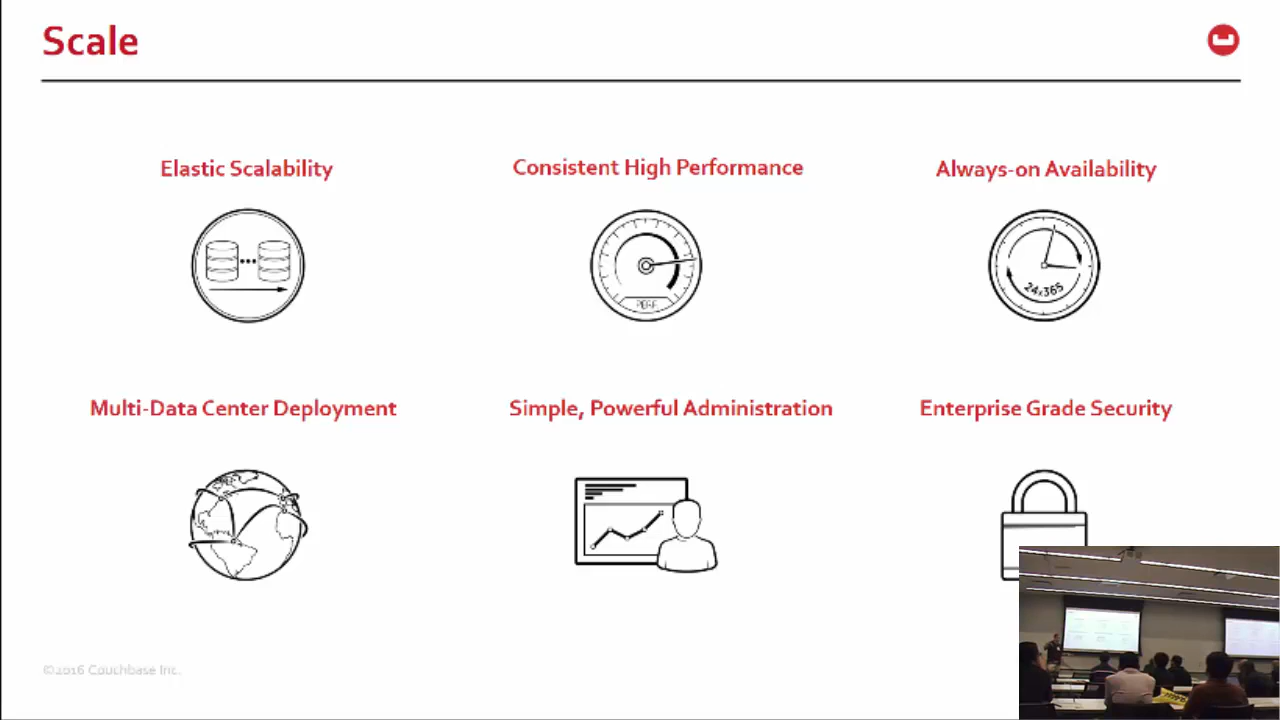 Scale
Elastic Scalability
Consistent High Performance
Always-on Availability
PERF
24x365
Multi-Data Center Deployment
Simple, Powerful Administration
Enterprise Grade Security
©2016 Couchbase Inc.